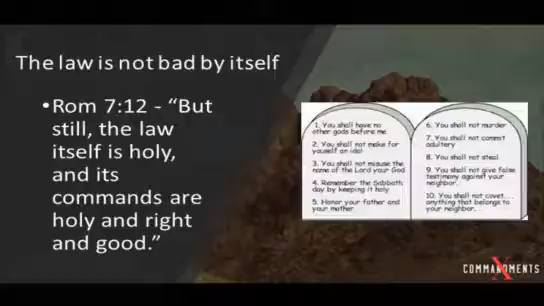 The law is not bad by itself
•Rom 7:12 - “But
still, the law
itself is holy,
and its
commands are
holy and right
and good.”
1. You shall have no
other gods before me
2. You shall not make for
yourself an idol
3. You shall not misuse the
name of the Lord your God
4. Remember the Sabbath
day by keeping it holy
5. Honor your father and
your mother
6. You shall not murder
7. You shall not commit
adultery
8. You shall not steal
9. You shall not give false
testimony against your
neighbor.
10. You shall not covet....
anything that belongs to
your neighbor....
X
COMMANDMENTS